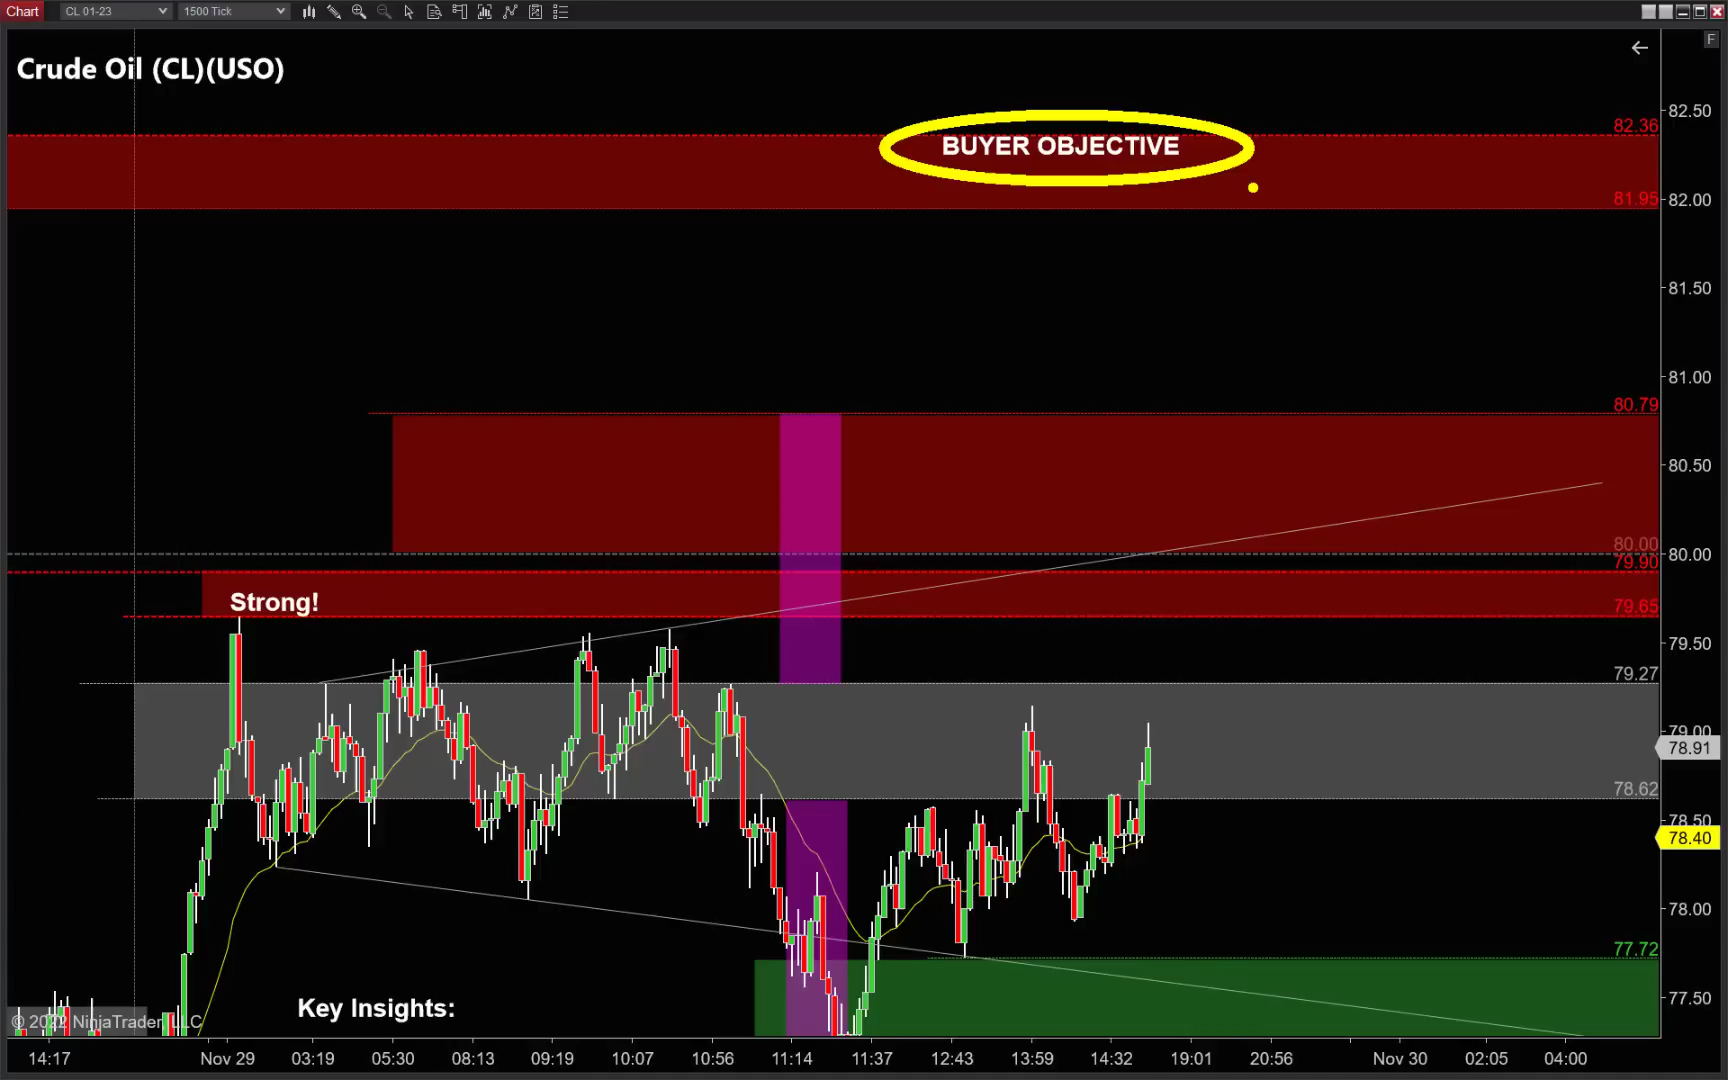 Chart CL 01-23 1500 Tick
F
Crude Oil (CL)(USO)
82.50
82.36
BUYER OBJECTIVE
81.95
82.00
81.50
81.00
80.79
80.50
80.00
80.00
79.90
Strong!
79.65
79.50
79.27
79.00
78.91
78.62
78.50
78.40
78.00
77.72
77.50
Key Insights:
© 2022 NinjaTrader, LLC
14:17 Nov 29 03:19 05:30 08:13 09:19 10:07 10:56 11:14 11:37 12:43 13:59 14:32 19:01 20:56 Nov 30 02:05 04:00